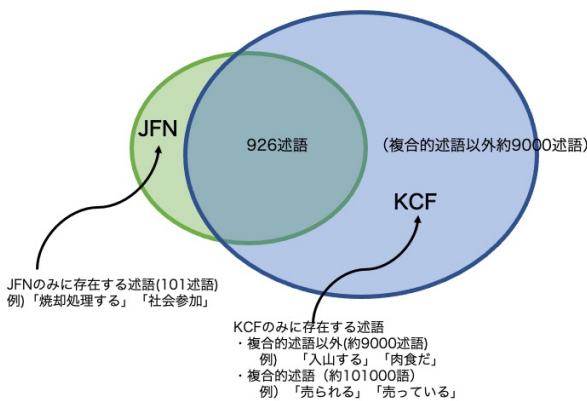 JFN
926述語
（複合的述語以外約9000述語）
KCF
JFNのみに存在する述語(101述語)
例)「焼却処理する」「社会参加」
KCFのみに存在する述語
・複合的述語以外(約9000述語)
例) 「入山する」「肉食だ」
・複合的述語（約101000語）
例）「売られる」「売っている」